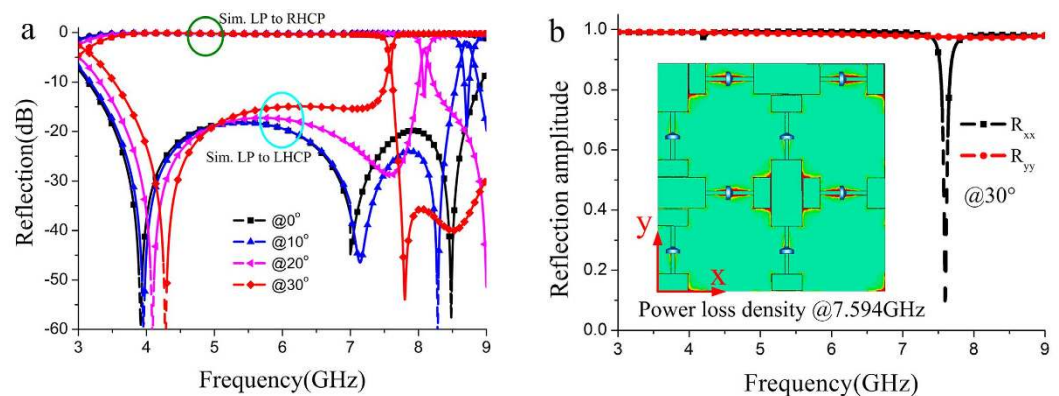 a
Sim. LP to RHCP
0
-10
-20
-30
-40
-50
-60
Reflection(dB)
Sim. LP to LHCP
@0°
@10°
@20°
@30°
3 4 5 6 7 8 9
Frequency(GHz)
b
1.0
0.8
0.6
0.4
0.2
0.0
Reflection amplitude
R_xx
R_yy
@30°
y
x
Power loss density @7.594GHz
3 4 5 6 7 8 9
Frequency(GHz)